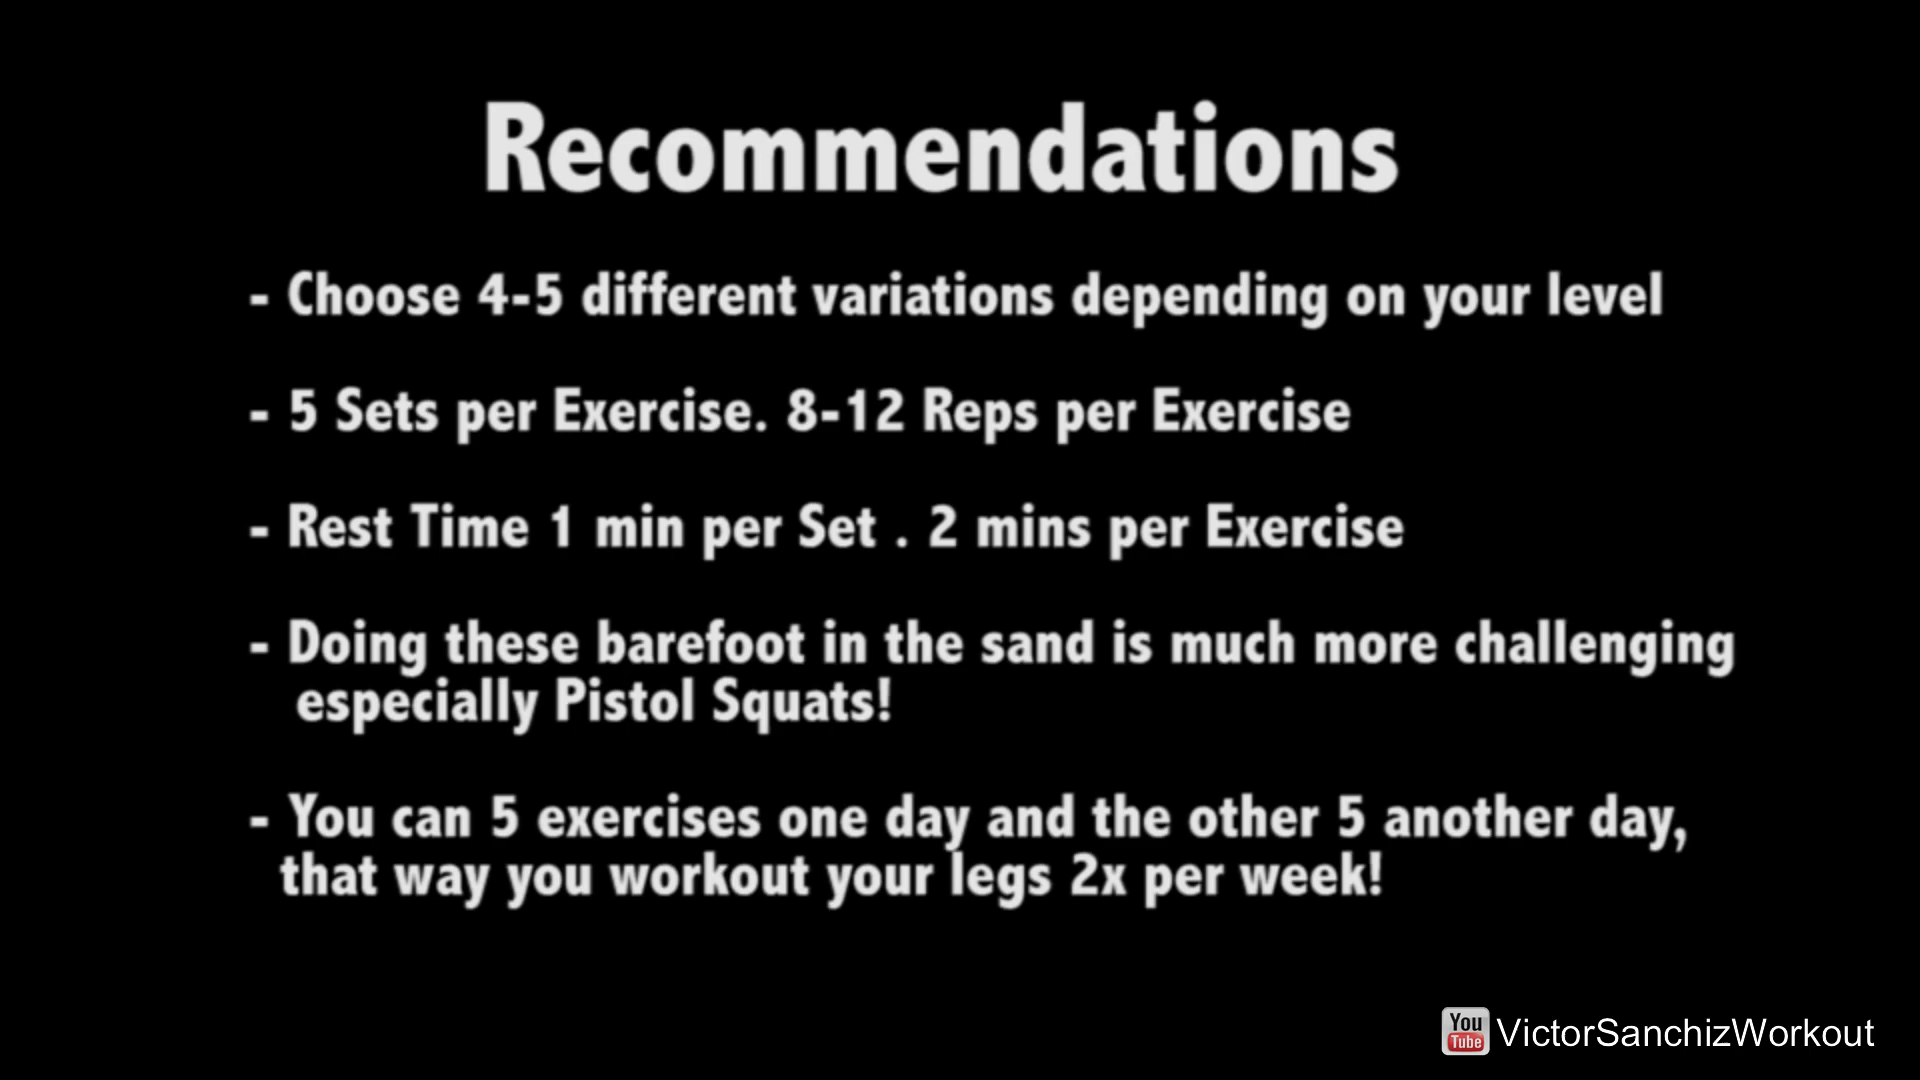 Recommendations
- Choose 4-5 different variations depending on your level
- 5 Sets per Exercise. 8-12 Reps per Exercise
- Rest Time 1 min per Set . 2 mins per Exercise
- Doing these barefoot in the sand is much more challenging
especially Pistol Squats!
- You can 5 exercises one day and the other 5 another day,
that way you workout your legs 2x per week!
You Tube VictorSanchizWorkout